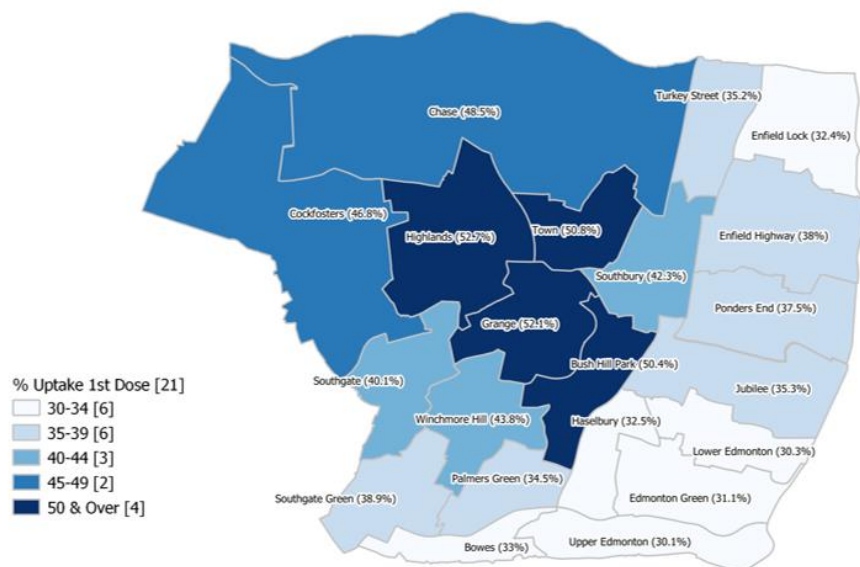 Turkey Street (35.2%)
Chase (48.5%)
Enfield Lock (32.4%)
Cockfosters (46.8%)
Highlands (52.7%)
Town (50.8%)
Enfield Highway (38%)
Southbury (42.3%)
Ponders End (37.5%)
Grange (52.1%)
Bush Hill Park (50.4%)
Southgate (40.1%)
Jubilee (35.3%)
Winchmore Hill (43.8%)
Haselbury (32.5%)
Lower Edmonton (30.3%)
Palmers Green (34.5%)
Southgate Green (38.9%)
Edmonton Green (31.1%)
Bowes (33%)
Upper Edmonton (30.1%)
% Uptake 1st Dose [21]
30-34 [6]
35-39 [6]
40-44 [3]
45-49 [2]
50 & Over [4]